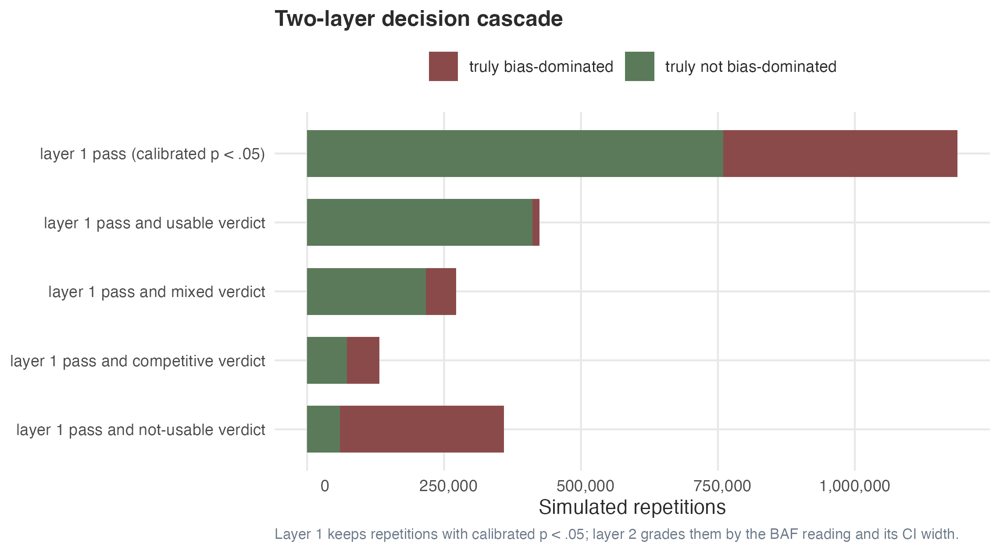 Two-layer decision cascade
truly bias-dominated
truly not bias-dominated
layer 1 pass (calibrated p < .05)
layer 1 pass and usable verdict
layer 1 pass and mixed verdict
layer 1 pass and competitive verdict
layer 1 pass and not-usable verdict
0
250,000
500,000
750,000
1,000,000
Simulated repetitions
Layer 1 keeps repetitions with calibrated p < .05; layer 2 grades them by the BAF reading and its CI width.